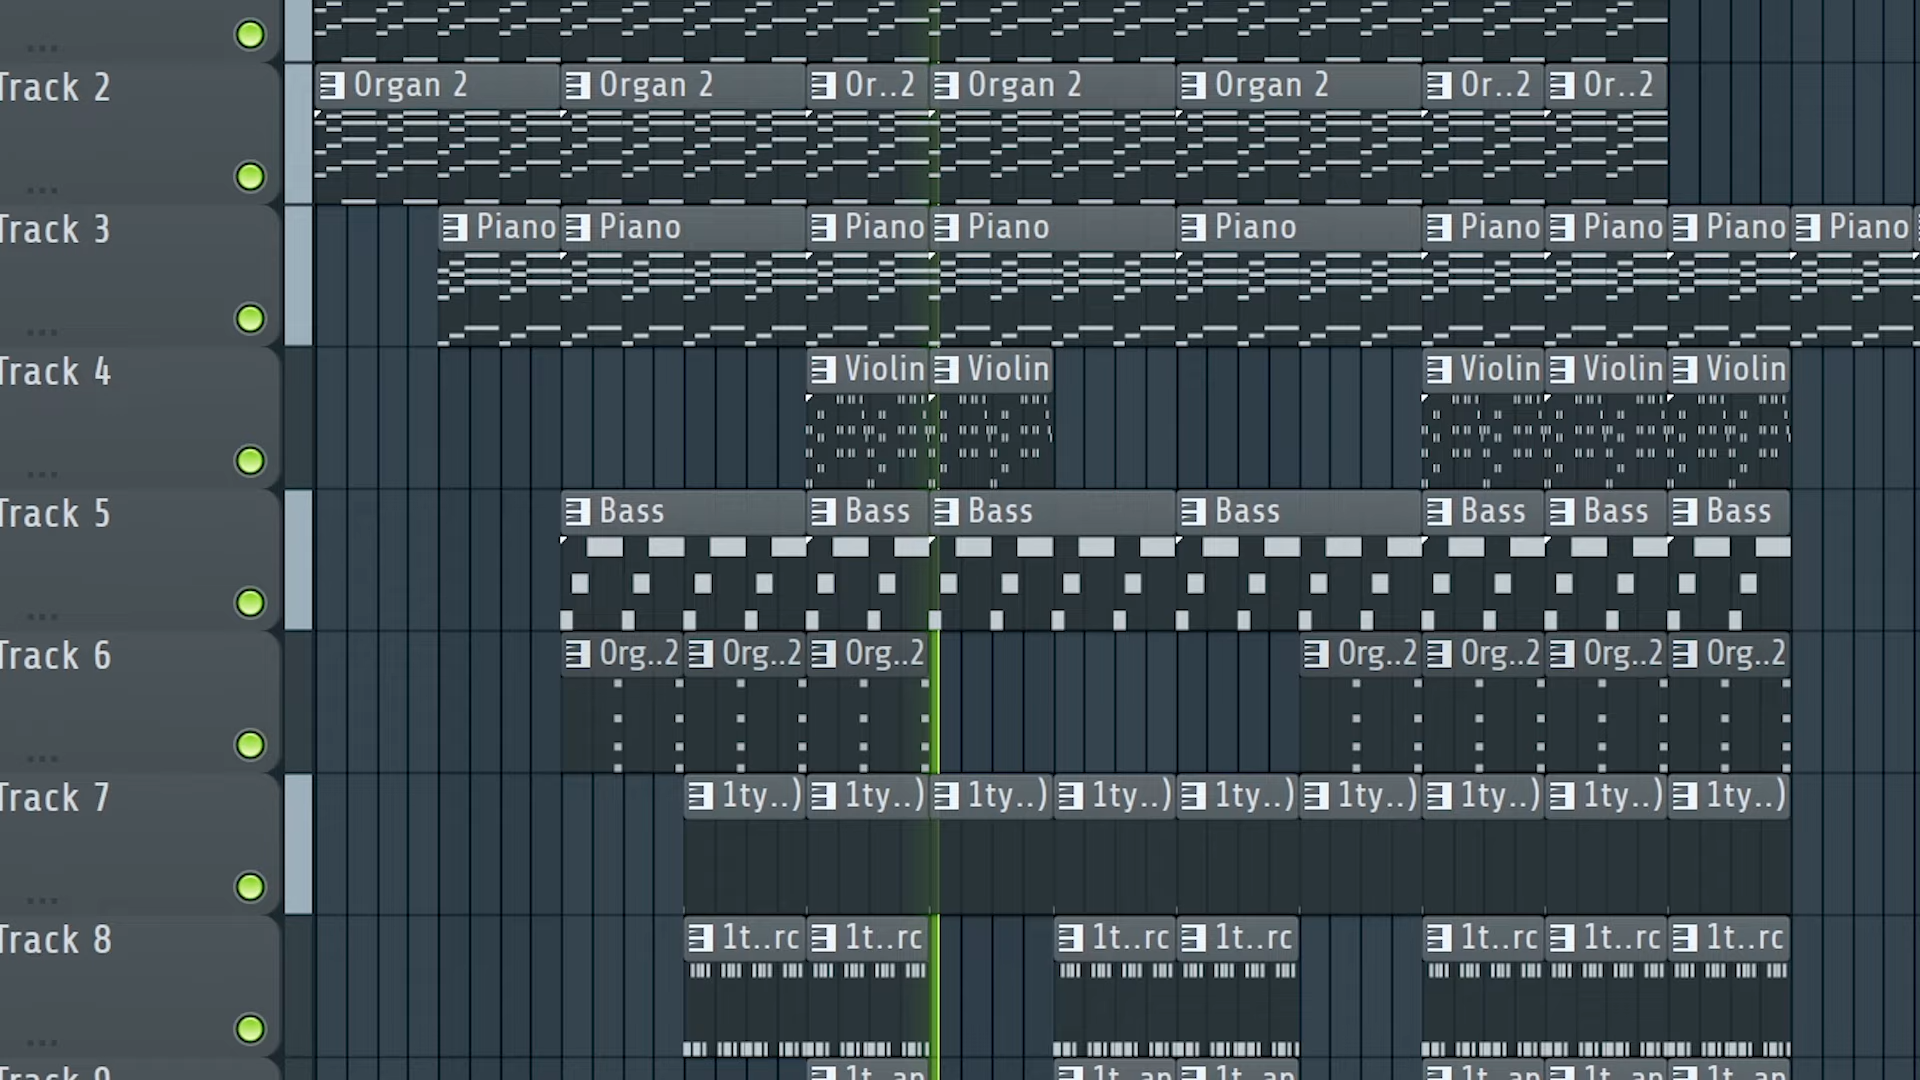 Track 2
Organ 2 Organ 2 Or..2 Organ 2 Organ 2 Or..2 Or..2
Track 3
Piano Piano Piano Piano Piano Piano Piano Piano Piano
Track 4
Violin Violin Violin Violin Violin
Track 5
Bass Bass Bass Bass Bass Bass Bass
Track 6
Org..2 Org..2 Org..2 Org..2 Org..2 Org..2 Org..2
Track 7
1ty..) 1ty..) 1ty..) 1ty..) 1ty..) 1ty..) 1ty..) 1ty..) 1ty..)
Track 8
1t..rc 1t..rc 1t..rc 1t..rc 1t..rc 1t..rc 1t..rc